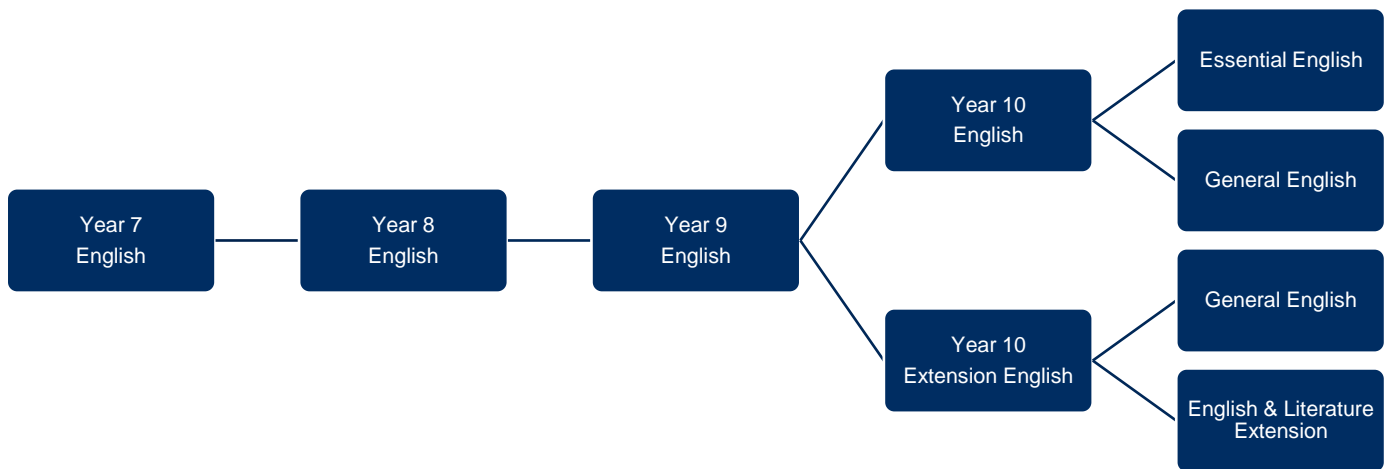 Year 7
English
Year 8
English
Year 9
English
Year 10
English
Year 10
Extension English
Essential English
General English
General English
English & Literature
Extension